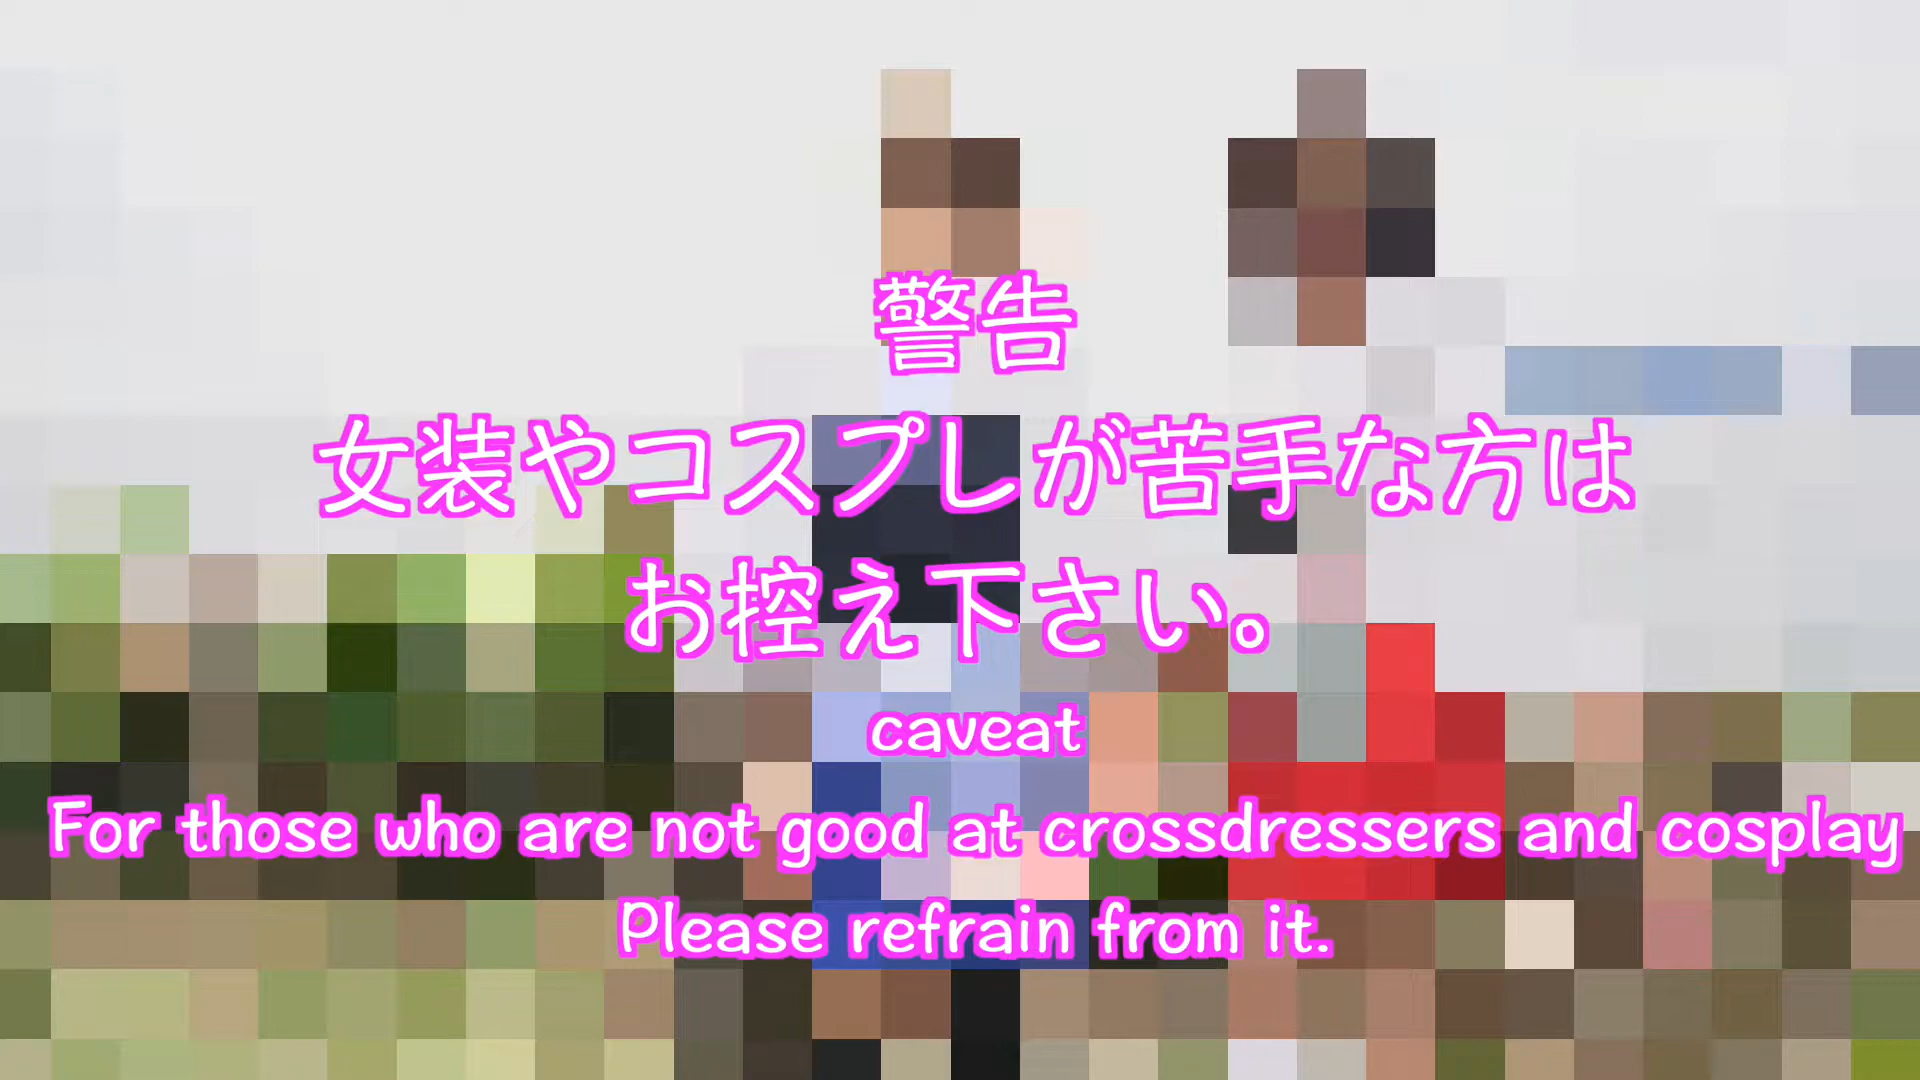 警告
女装やコスプレが苦手な方は
お控え下さい。
caveat
For those who are not good at crossdressers and cosplay
Please refrain from it.